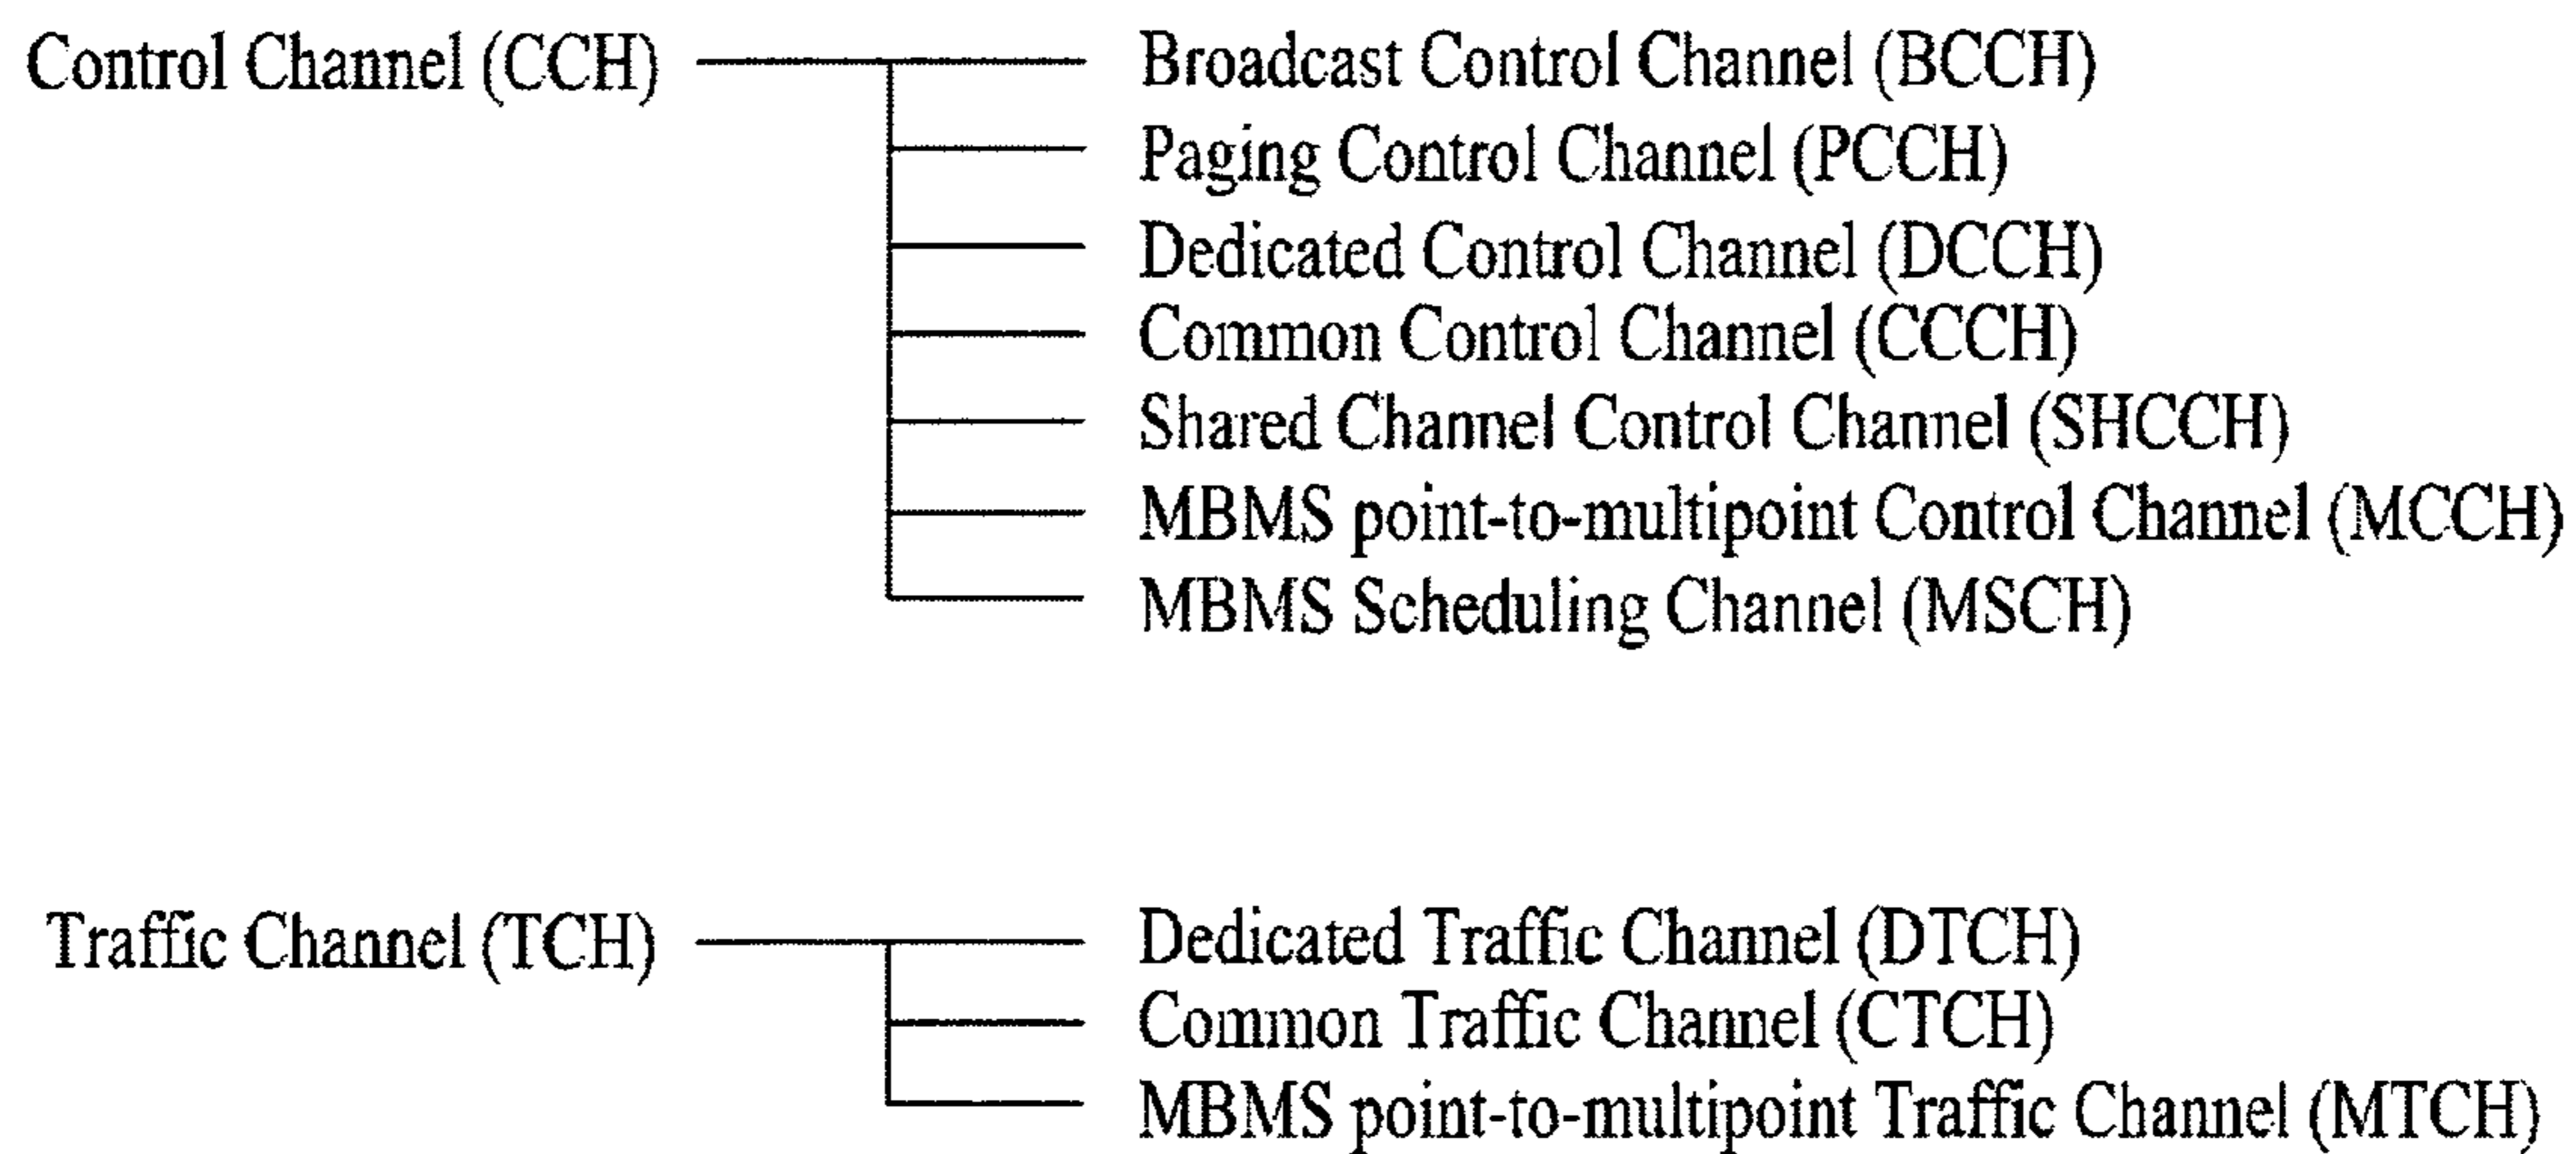 Control Channel (CCH) Broadcast Control Channel (BCCH)
Paging Control Channel (PCCH)
Dedicated Control Channel (DCCH)
Common Control Channel (CCCH)
Shared Channel Control Channel (SHCCH)
MBMS point-to-multipoint Control Channel (MCCH)
MBMS Scheduling Channel (MSCH)
Traffic Channel (TCH) Dedicated Traffic Channel (DTCH)
Common Traffic Channel (CTCH)
MBMS point-to-multipoint Traffic Channel (MTCH)